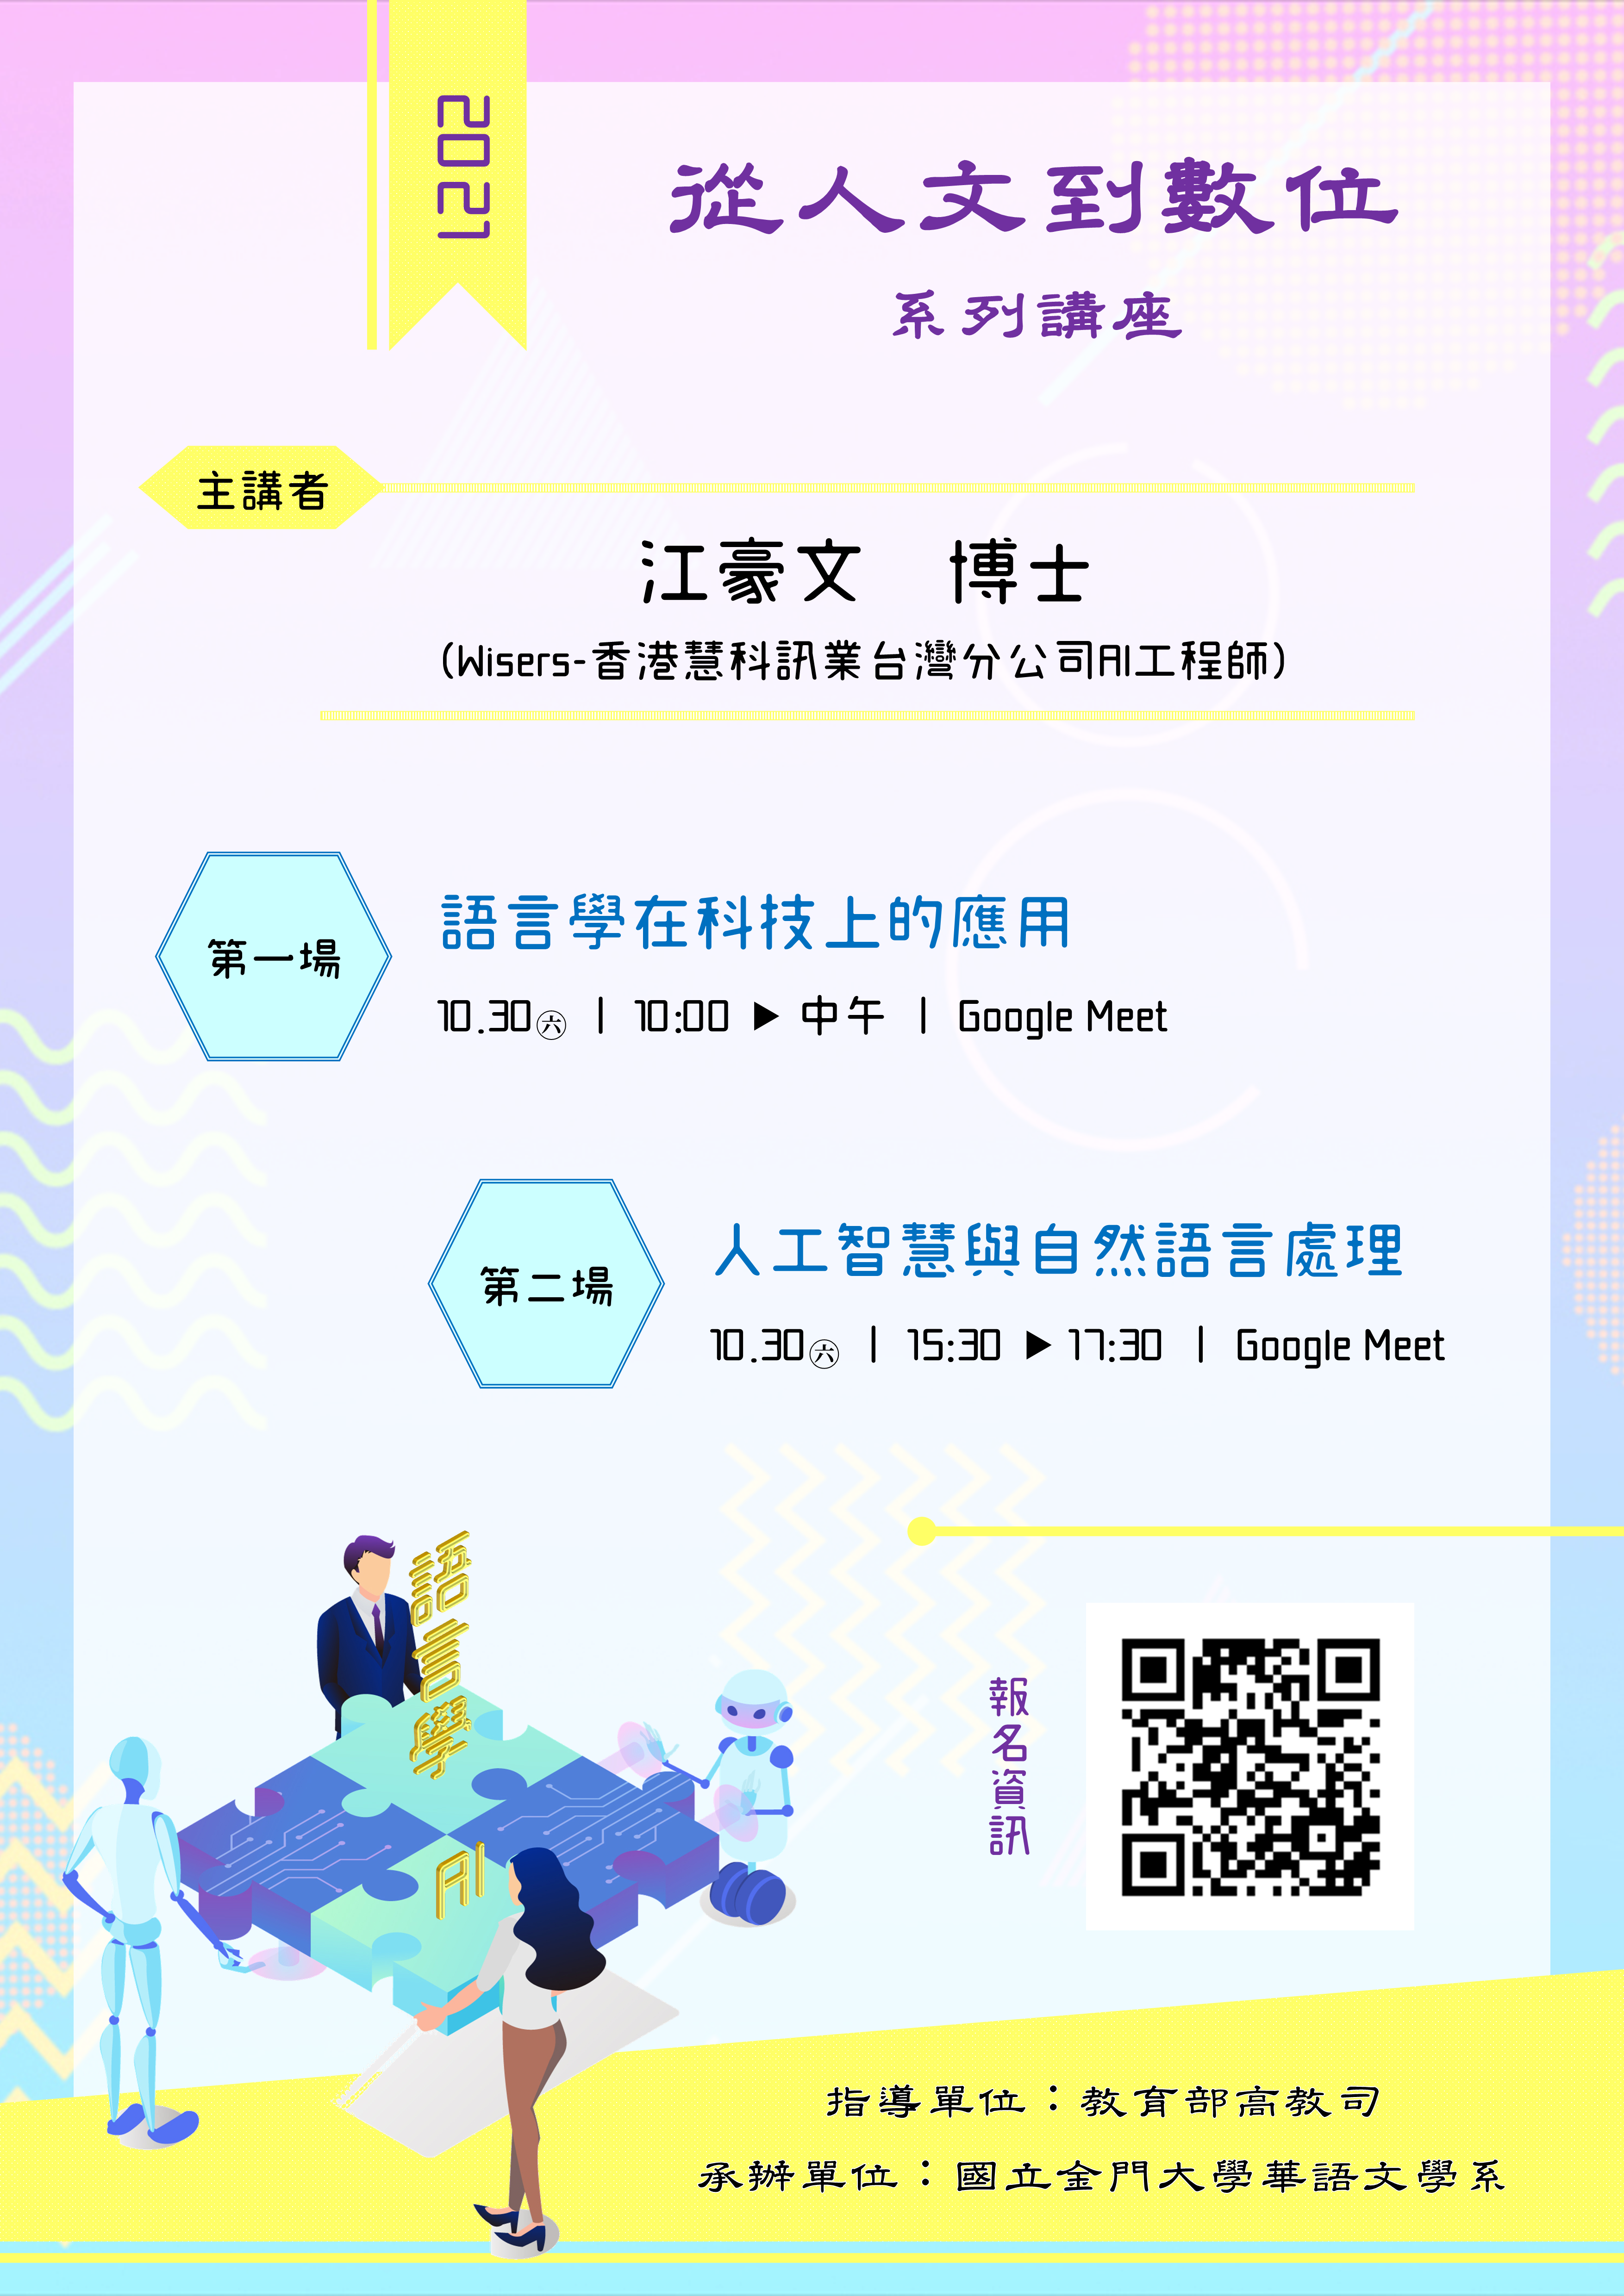 2021
從人文到數位
系列講座
主講者
江豪文 博士
(Wisers-香港慧科訊業台灣分公司AI工程師)
第一場
語言學在科技上的應用
10.30㊅ | 10:00 ▶ 中午 | Google Meet
第二場
人工智慧與自然語言處理
10.30㊅ | 15:30 ▶ 17:30 | Google Meet
語言學
AI
報名資訊
指導單位：教育部高教司
承辦單位：國立金門大學華語文學系